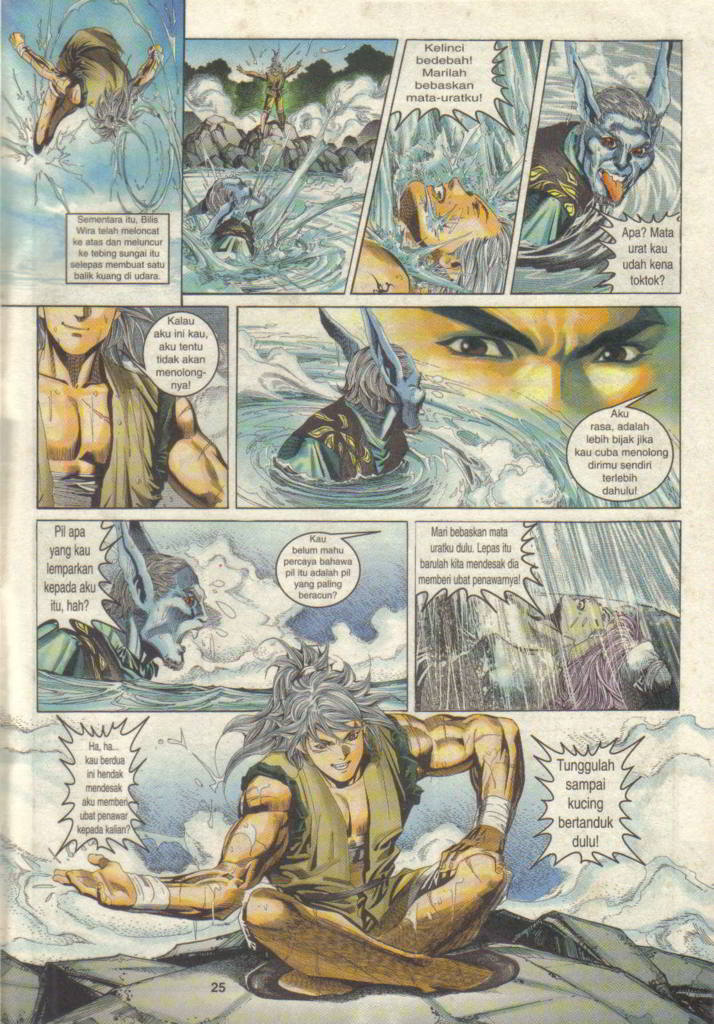 Sementara itu, Bilis
Wira telah meloncat
ke atas dan meluncur
ke tebing sungai itu
selepas membuat satu
balik kuang di udara.
Kelinci
bedebah!
Marilah
bebaskan
mata-uratku!
Apa? Mata
urat kau
udah kena
toktok?
Kalau
aku ini kau,
aku tentu
tidak akan
menolong-
nya!
Aku
rasa, adalah
lebih bijak jika
kau cuba menolong
dirimu sendiri
terlebih
dahulu!
Pil apa
yang kau
lemparkan
kepada aku
itu, hah?
Kau
belum mahu
percaya bahawa
pil itu adalah pil
yang paling
beracun?
Mari bebaskan mata
uratku dulu. Lepas itu
barulah kita mendesak dia
memberi ubat penawarnya!
Ha, ha...
kau berdua
ini hendak
mendesak
aku memberi
ubat penawar
kepada kalian?
Tunggulah
sampai
kucing
bertanduk
dulu!
25